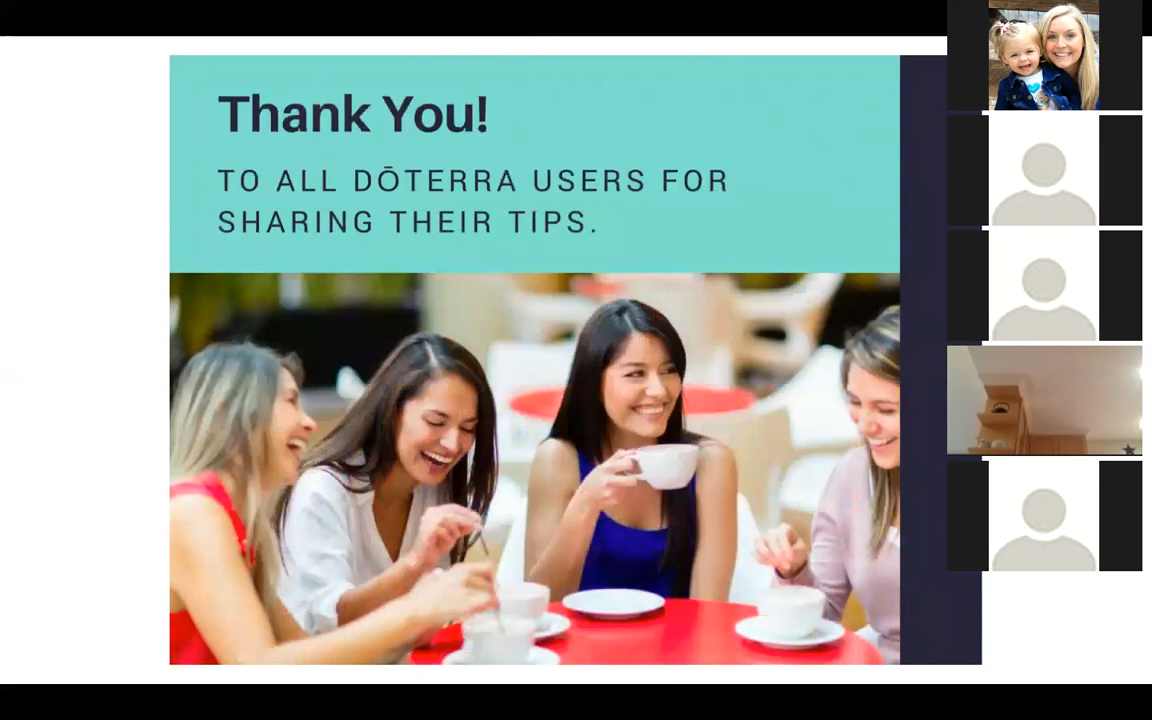 Thank You!
TO ALL DŌTERRA USERS FOR
SHARING THEIR TIPS.